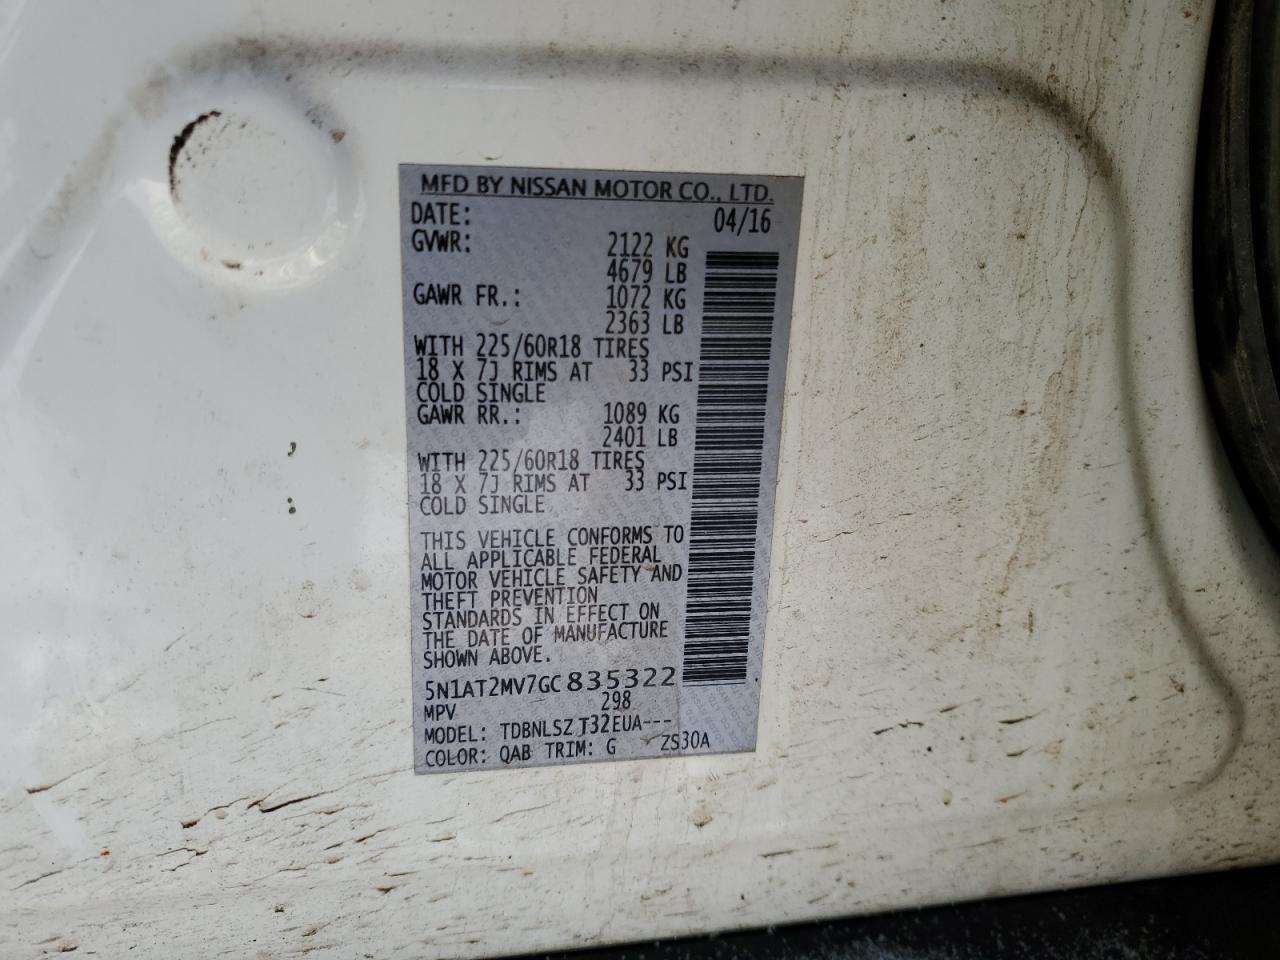 MFD BY NISSAN MOTOR CO., LTD.
DATE: 04/16
GVWR: 2122 KG
4679 LB
GAWR FR.: 1072 KG
2363 LB
WITH 225/60R18 TIRES
18 X 7J RIMS AT 33 PSI
COLD SINGLE
GAWR RR.: 1089 KG
2401 LB
WITH 225/60R18 TIRES
18 X 7J RIMS AT 33 PSI
COLD SINGLE
THIS VEHICLE CONFORMS TO
ALL APPLICABLE FEDERAL
MOTOR VEHICLE SAFETY AND
THEFT PREVENTION
STANDARDS IN EFFECT ON
THE DATE OF MANUFACTURE
SHOWN ABOVE.
5N1AT2MV7GC835322
MPV 298
MODEL: TDBNLSZ T32EUA---
COLOR: QAB TRIM: G ZS30A